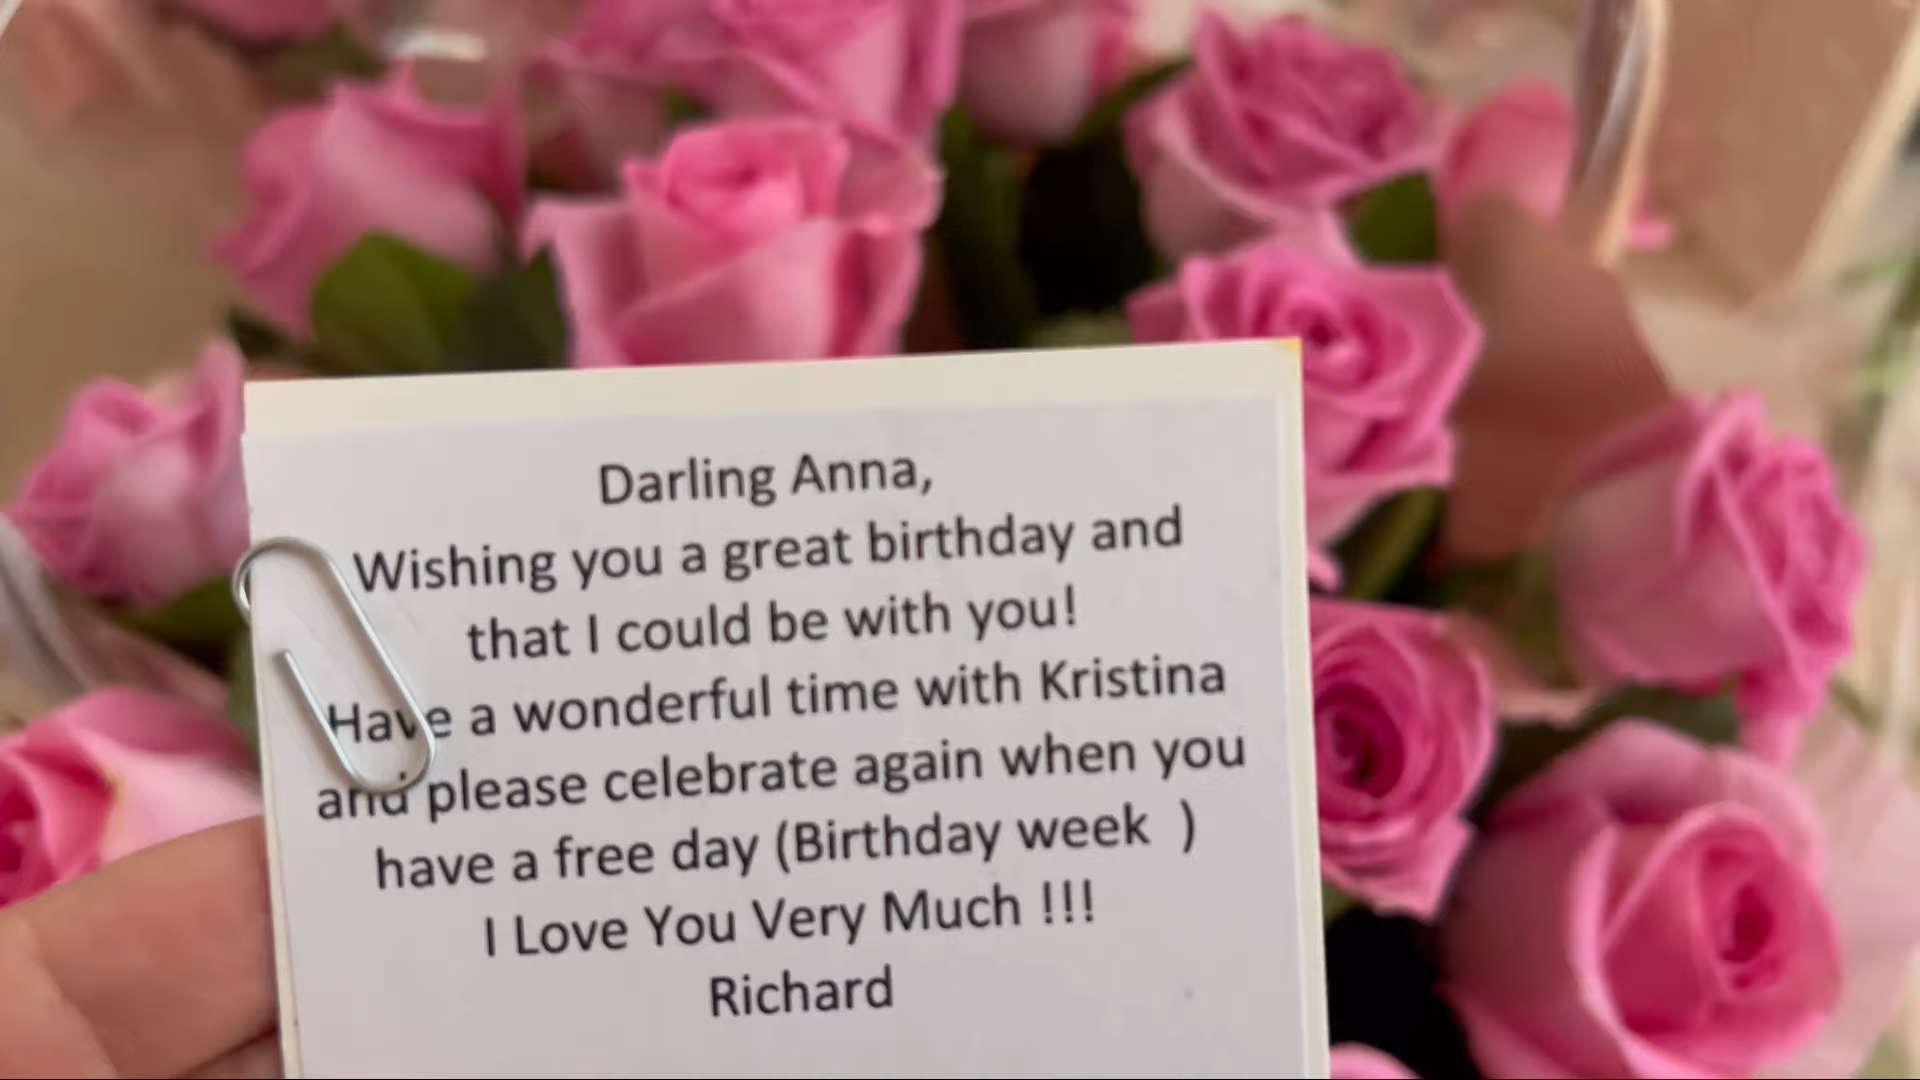 Darling Anna,
Wishing you a great birthday and
that I could be with you!
Have a wonderful time with Kristina
and please celebrate again when you
have a free day (Birthday week  )
I Love You Very Much !!!
Richard